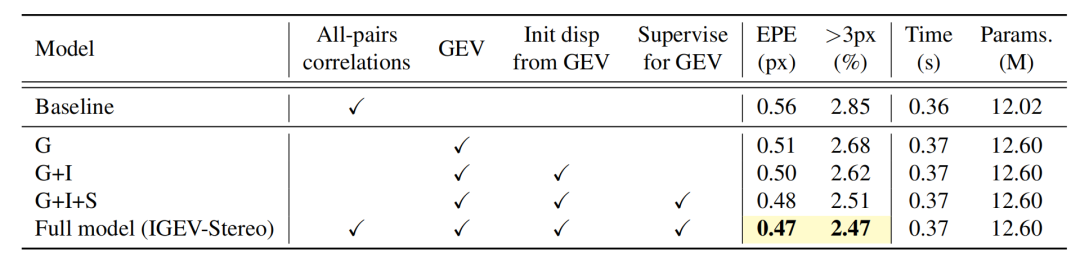 Model All-pairs correlations GEV Init disp from GEV Supervise for GEV EPE (px) >3px (%) Time (s) Params. (M)
Baseline ✓ 0.56 2.85 0.36 12.02
G ✓ 0.51 2.68 0.37 12.60
G+I ✓ ✓ 0.50 2.62 0.37 12.60
G+I+S ✓ ✓ ✓ 0.48 2.51 0.37 12.60
Full model (IGEV-Stereo) ✓ ✓ ✓ ✓ 0.47 2.47 0.37 12.60